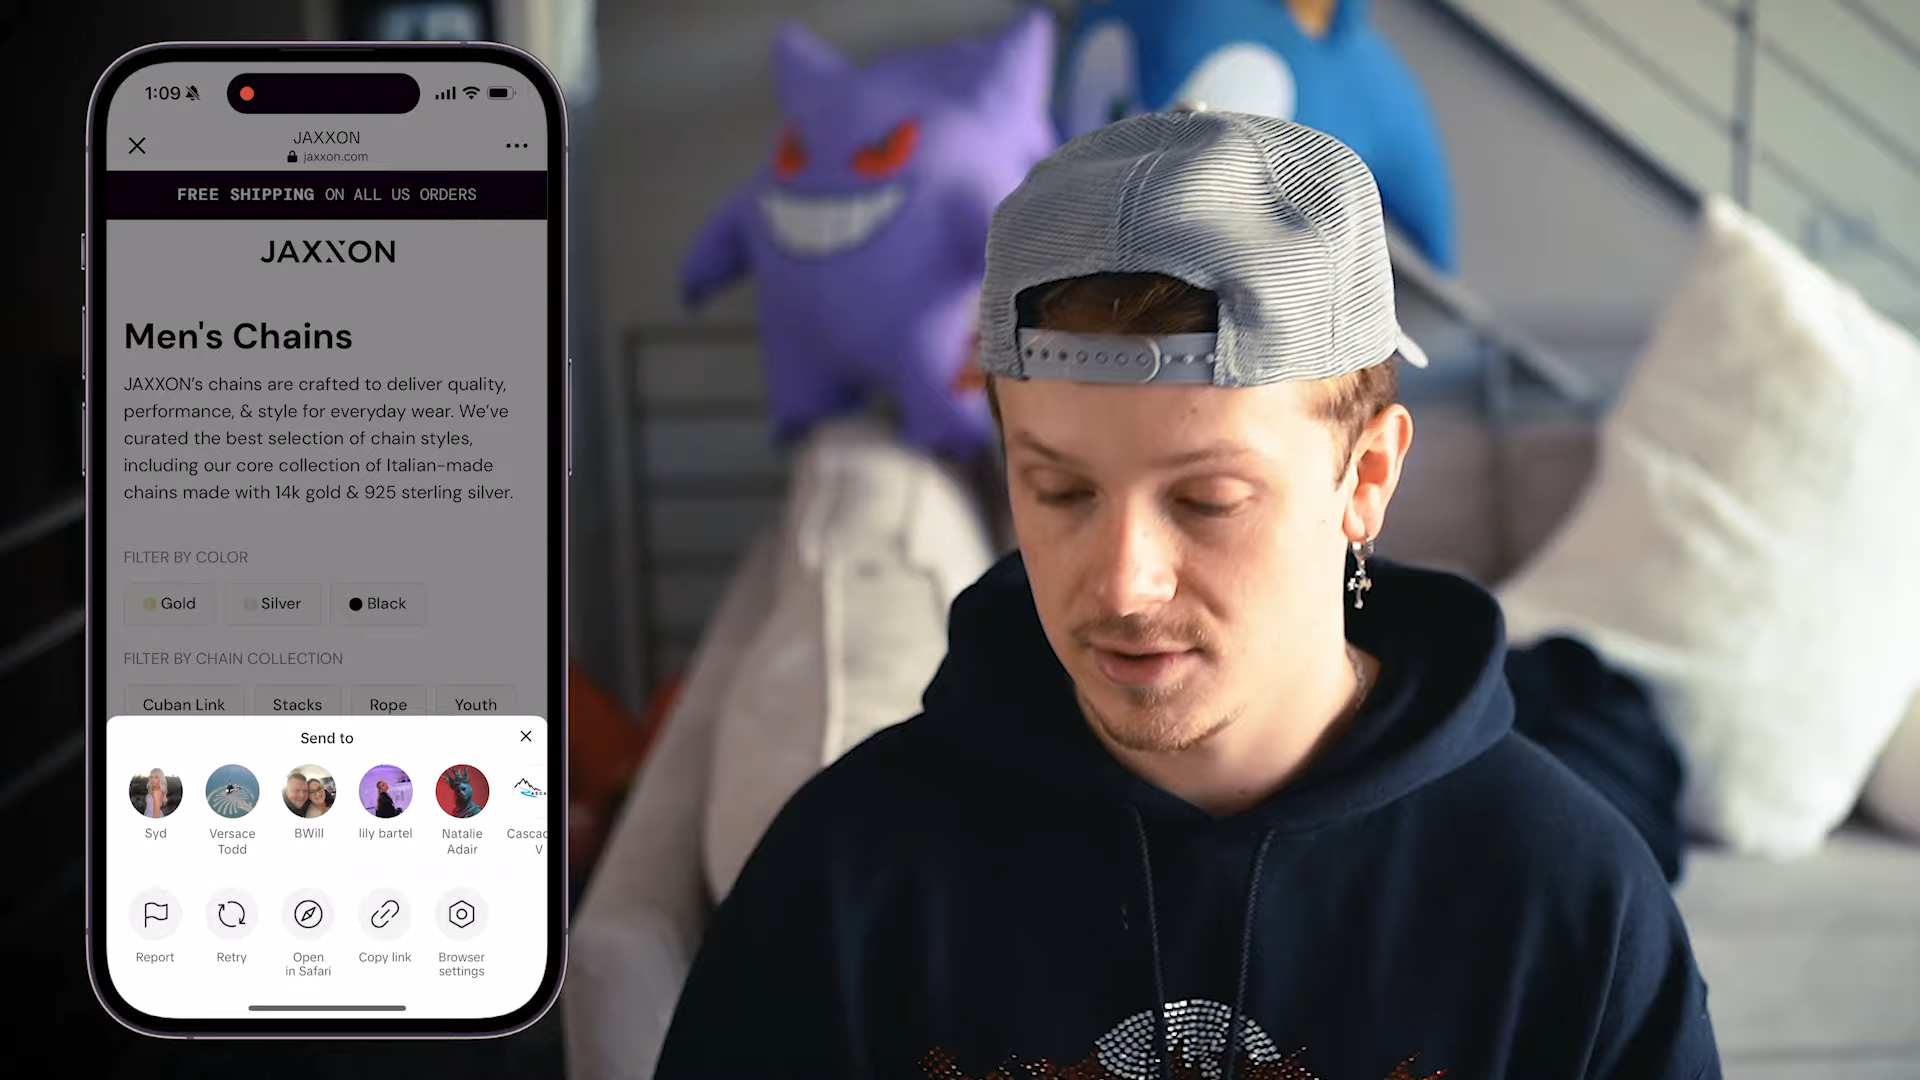 1:09
JAXXON
jaxxon.com
FREE SHIPPING ON ALL US ORDERS
JAXXON
Men's Chains
JAXXON's chains are crafted to deliver quality,
performance, & style for everyday wear. We've
curated the best selection of chain styles,
including our core collection of Italian-made
chains made with 14k gold & 925 sterling silver.
FILTER BY COLOR
Gold Silver Black
FILTER BY CHAIN COLLECTION
Cuban Link Stacks Rope Youth
Send to
Syd Versace Todd BWill lily bartel Natalie Adair Cascad V
Report Retry Open in Safari Copy link Browser settings